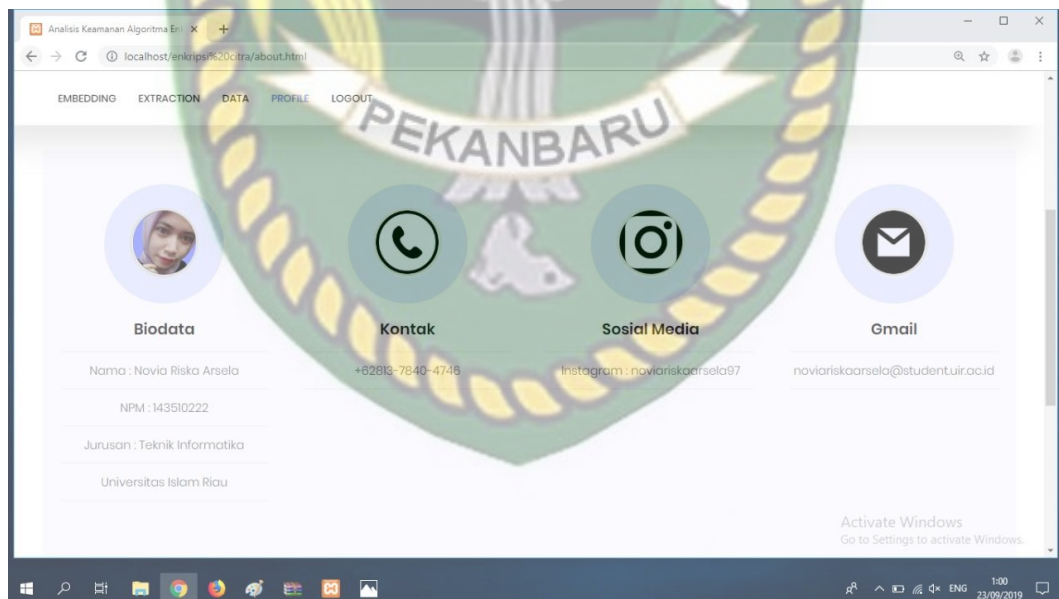 Analisis Keamanan Algoritma En
localhost/enkripsi%20citra/about.html
EMBEDDING EXTRACTION DATA PROFILE LOGOUT
PEKANBARU
Biodata
Nama : Novia Riska Arsela
NPM : 143510222
Jurusan : Teknik Informatika
Universitas Islam Riau
Kontak
+62813-7840-4746
Sosial Media
Instagram : noviariskaarsela97
Gmail
noviariskaarsela@student.uir.ac.id
Activate Windows
Go to Settings to activate Windows.
ENG
1:00
23/09/2019